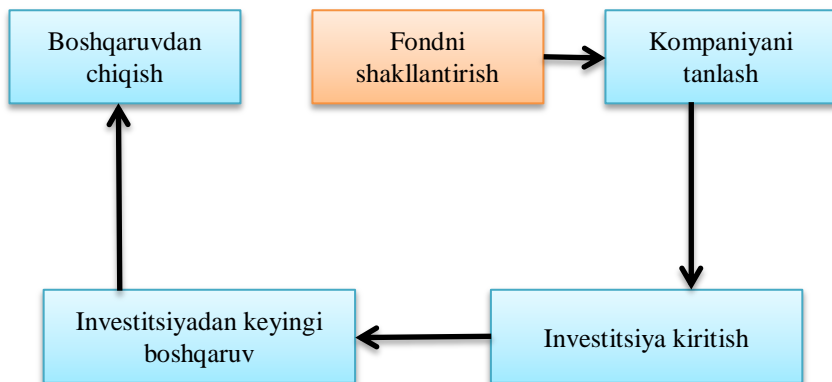 Boshqaruvdan
chiqish
Fondni
shakllantirish
Kompaniyani
tanlash
Investitsiyadan keyingi
boshqaruv
Investitsiya kiritish